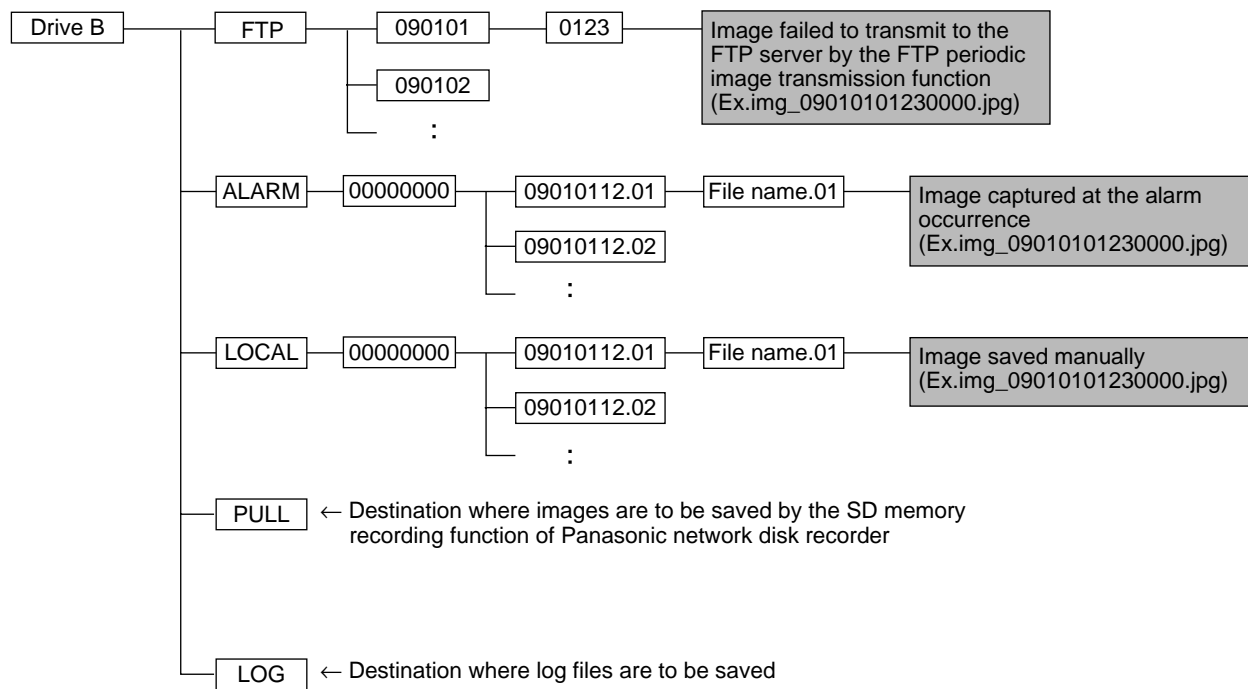 Drive B
FTP
090101
0123
Image failed to transmit to the
FTP server by the FTP periodic
image transmission function
(Ex.img_09010101230000.jpg)
090102
:
ALARM
00000000
09010112.01
File name.01
Image captured at the alarm
occurrence
(Ex.img_09010101230000.jpg)
09010112.02
:
LOCAL
00000000
09010112.01
File name.01
Image saved manually
(Ex.img_09010101230000.jpg)
09010112.02
:
PULL
← Destination where images are to be saved by the SD memory
recording function of Panasonic network disk recorder
LOG
← Destination where log files are to be saved